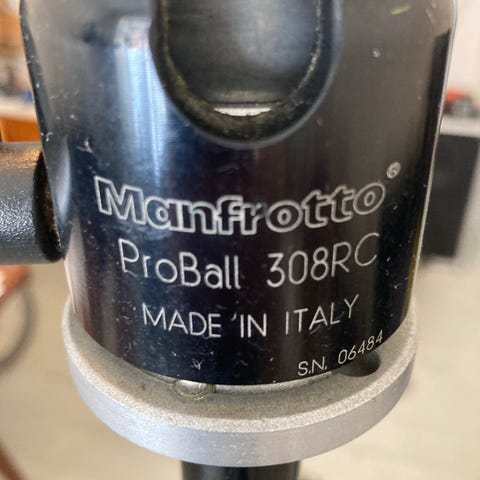 Manfrotto®
ProBall 308RC
MADE IN ITALY
S.N. 06484